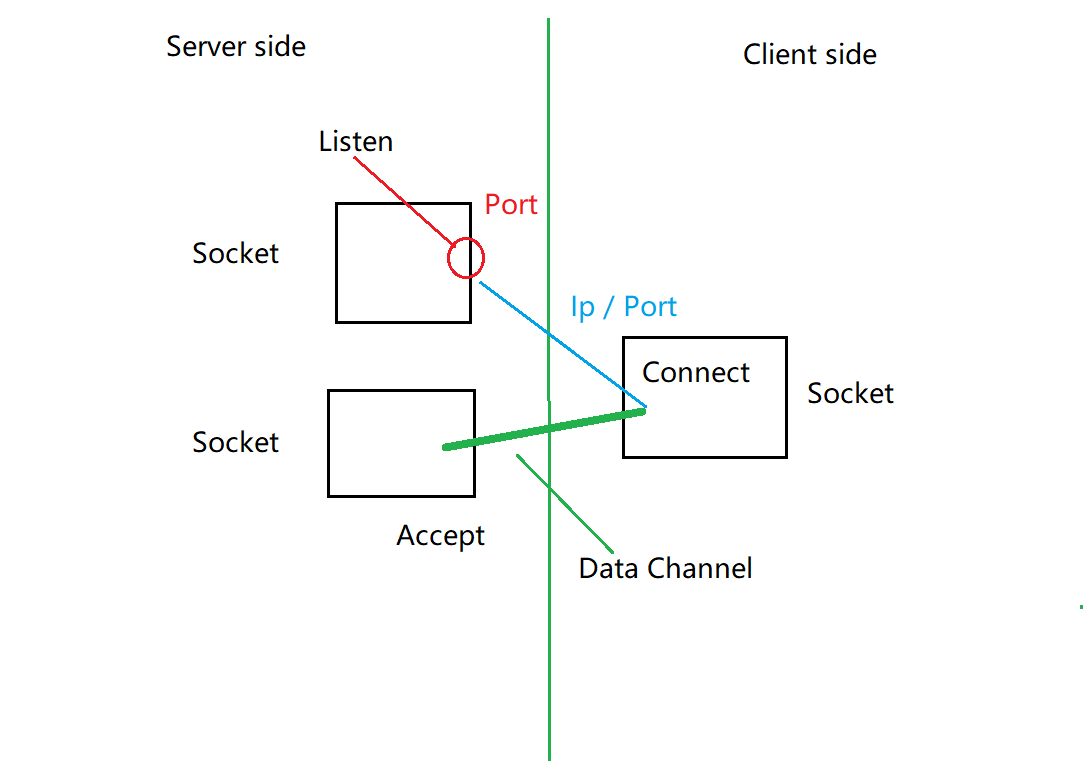 Server side
Client side
Listen
Port
Socket
Ip / Port
Connect
Socket
Socket
Accept
Data Channel